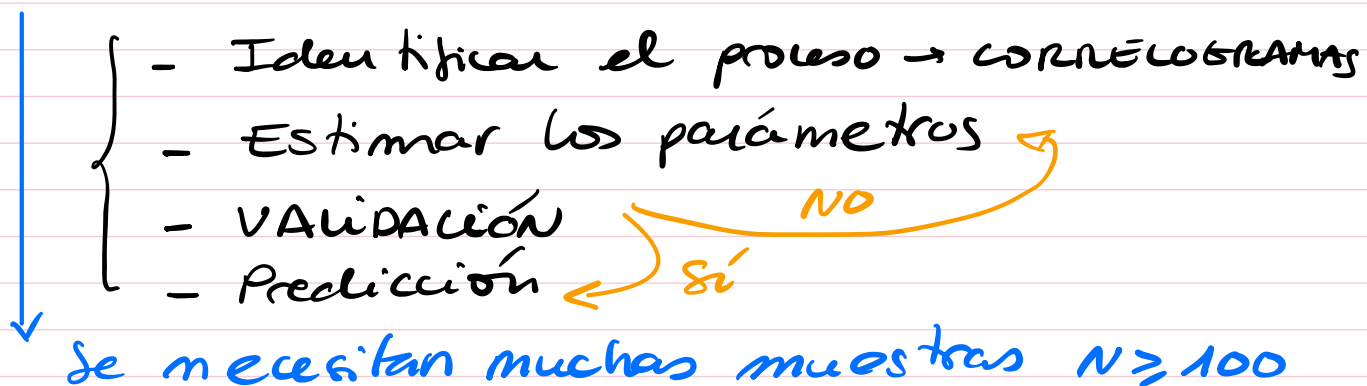 - Identificar el proceso → CORRELOGRAMAS
- Estimar los parámetros
NO
- VALIDACIÓN
- Predicción
SÍ
Se necesitan muchas muestras N ≥ 100